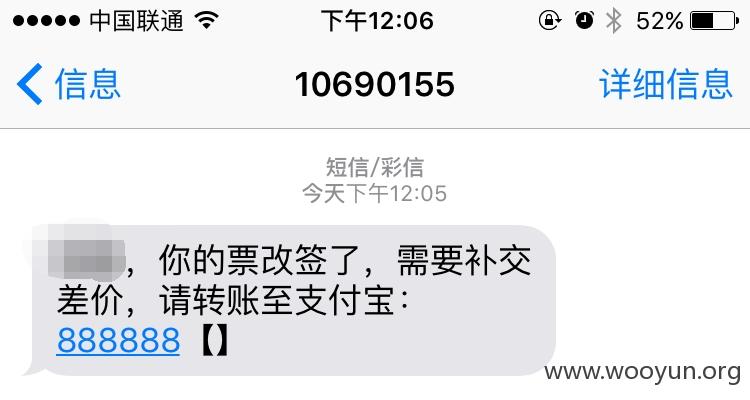 中国联通 下午12:06 52%
信息 10690155 详细信息
短信/彩信
今天下午12:05
，你的票改签了，需要补交
差价，请转账至支付宝：
888888【】
www.wooyun.org